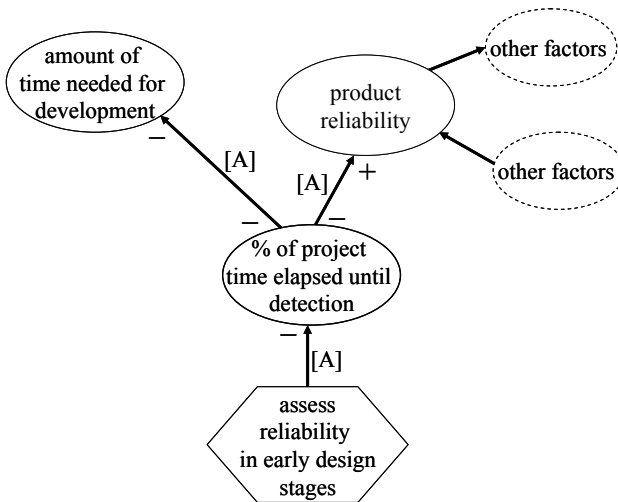 amount of
time needed for
development
product
reliability
other factors
other factors
−
[A]
−
+
[A]
−
% of project
time elapsed until
detection
−
[A]
assess
reliability
in early design
stages